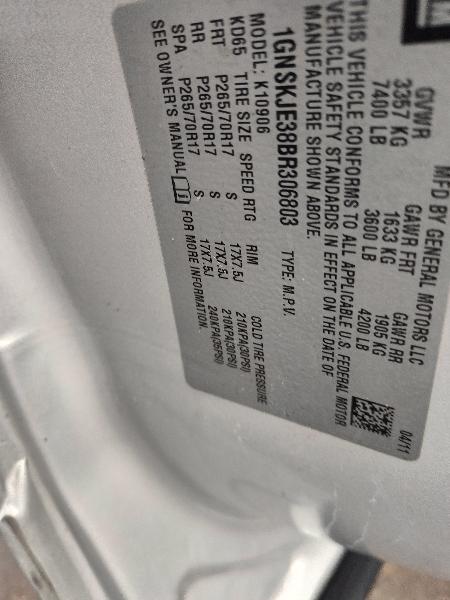 GM
MFD BY GENERAL MOTORS LLC 04/11
GVWR GAWR FRT GAWR RR
3357 KG 1633 KG 1905 KG
7400 LB 3600 LB 4200 LB
THIS VEHICLE CONFORMS TO ALL APPLICABLE U.S. FEDERAL MOTOR
VEHICLE SAFETY STANDARDS IN EFFECT ON THE DATE OF
MANUFACTURE SHOWN ABOVE.
1GNSKJE38BR306803 TYPE: M.P.V.
MODEL: K10906
KD65 TIRE SIZE SPEED RTG RIM COLD TIRE PRESSURE
FRT P265/70R17 S 17X7.5J 210KPA(30PSI)
RR P265/70R17 S 17X7.5J 210KPA(30PSI)
SPA P265/70R17 S 17X7.5J 240KPA(35PSI)
SEE OWNER'S MANUAL FOR MORE INFORMATION.